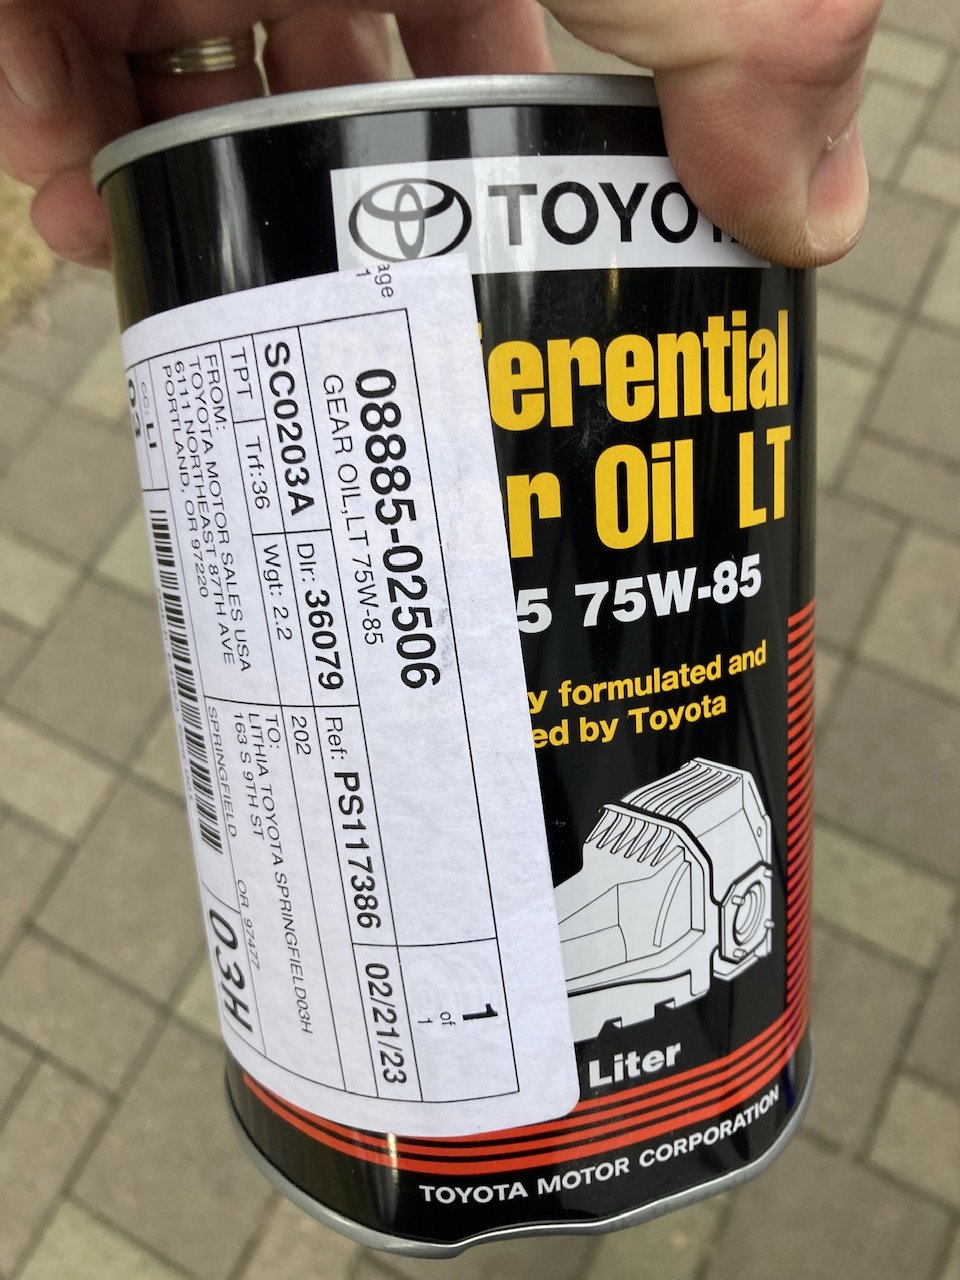 TOYO
erential
r Oil LT
5 75W-85
y formulated and
ed by Toyota
Liter
TOYOTA MOTOR CORPORATION
age
1
08885-02506
GEAR OIL,LT 75W-85
1
of
1
SC0203A
Dlr: 36079
Ref: PS117386
02/21/23
TPT
Trf:36
Wgt: 2.2
202
FROM:
TOYOTA MOTOR SALES USA
6111 NORTHEAST 87TH AVE
PORTLAND, OR 97220
TO:
LITHIA TOYOTA SPRINGFIELD03H
163 S 9TH ST
SPRINGFIELD
OR 97477
03H